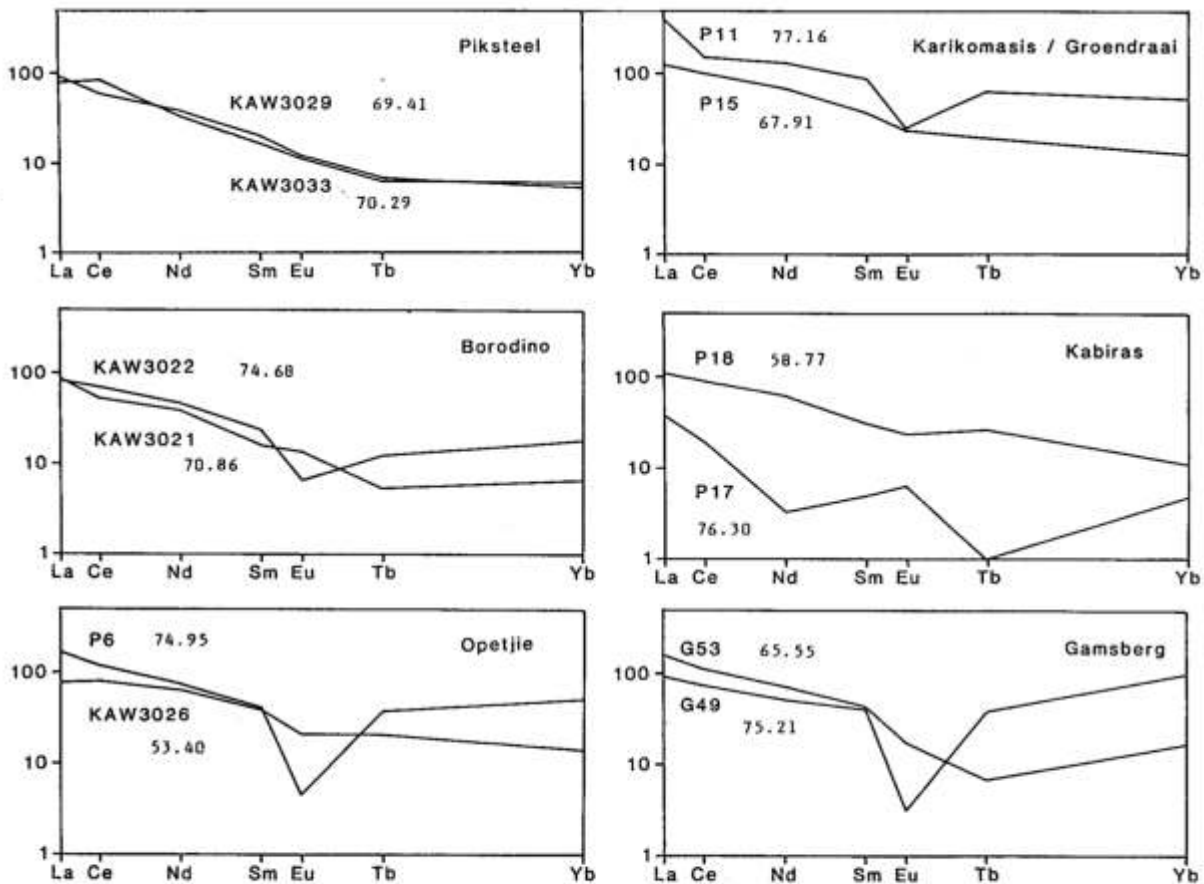 Piksteel
100
KAW3029 69.41
10
KAW3033
70.29
1
La Ce Nd Sm Eu Tb Yb
P11 77.16 Karikomasis / Groendraai
100
P15
67.91
10
1
La Ce Nd Sm Eu Tb Yb
Borodino
KAW3022 74.68
100
KAW3021
70.86
10
1
La Ce Nd Sm Eu Tb Yb
P18 58.77 Kabiras
100
10
P17
76.30
1
La Ce Nd Sm Eu Tb Yb
P6 74.95 Opetjie
100
KAW3026
53.40
10
1
La Ce Nd Sm Eu Tb Yb
G53 65.55 Gamsberg
100
G49
75.21
10
1
La Ce Nd Sm Eu Tb Yb